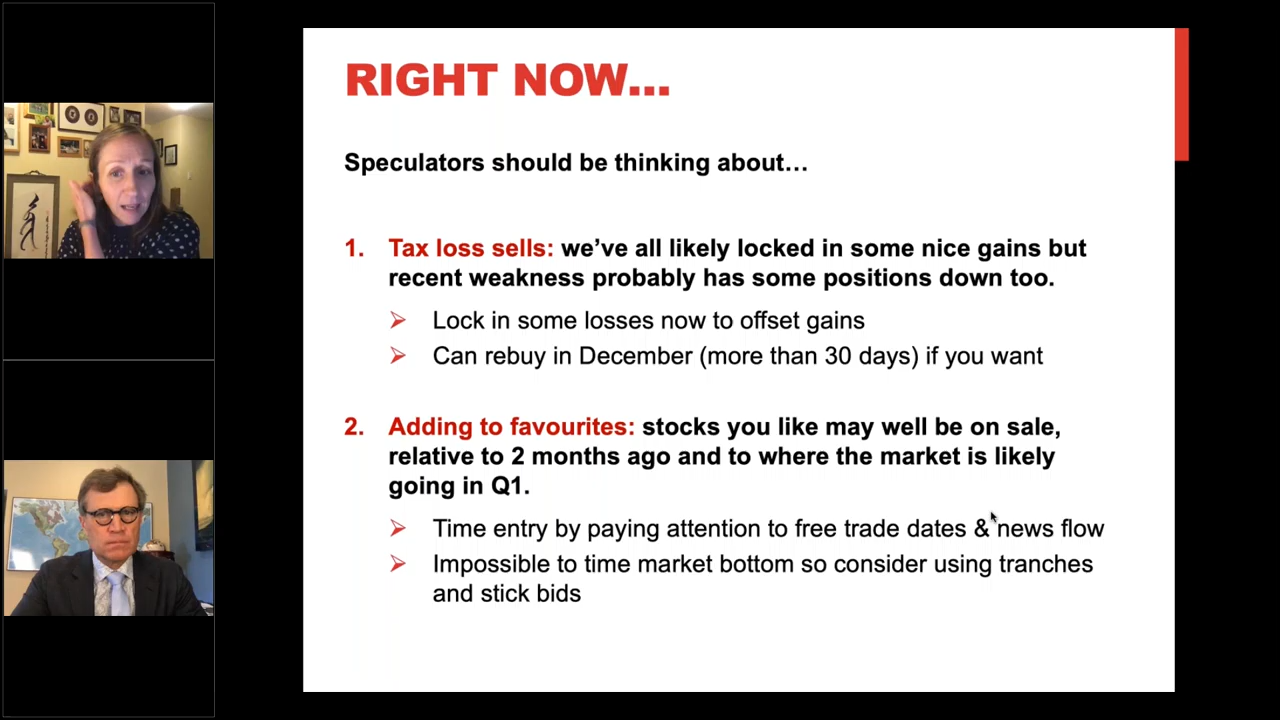 RIGHT NOW...
Speculators should be thinking about…
1. Tax loss sells: we’ve all likely locked in some nice gains but
recent weakness probably has some positions down too.
Lock in some losses now to offset gains
Can rebuy in December (more than 30 days) if you want
2. Adding to favourites: stocks you like may well be on sale,
relative to 2 months ago and to where the market is likely
going in Q1.
Time entry by paying attention to free trade dates & news flow
Impossible to time market bottom so consider using tranches
and stick bids